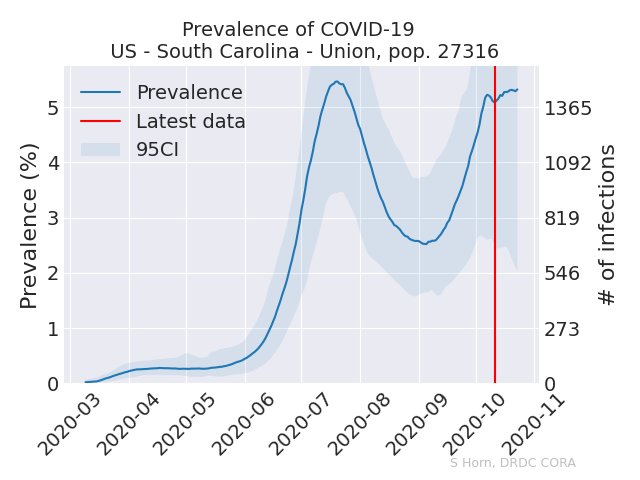 Prevalence of COVID-19
US - South Carolina - Union, pop. 27316
Prevalence
Latest data
95CI
Prevalence (%)
5
4
3
2
1
0
1365
1092
819
546
273
0
# of infections
2020-03
2020-04
2020-05
2020-06
2020-07
2020-08
2020-09
2020-10
2020-11
S Horn, DRDC CORA